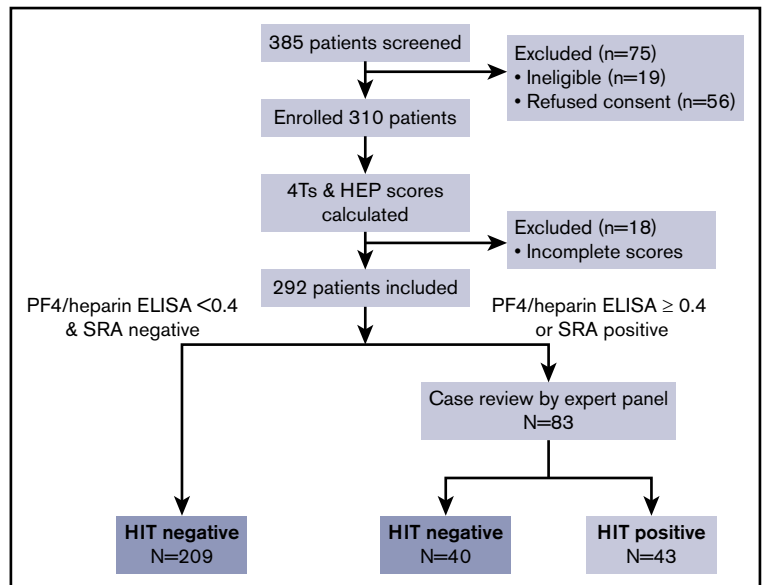 385 patients screened
Excluded (n=75)
• Ineligible (n=19)
• Refused consent (n=56)
Enrolled 310 patients
4Ts & HEP scores
calculated
Excluded (n=18)
• Incomplete scores
292 patients included
PF4/heparin ELISA <0.4
& SRA negative
PF4/heparin ELISA ≥ 0.4
or SRA positive
Case review by expert panel
N=83
HIT negative
N=209
HIT negative
N=40
HIT positive
N=43